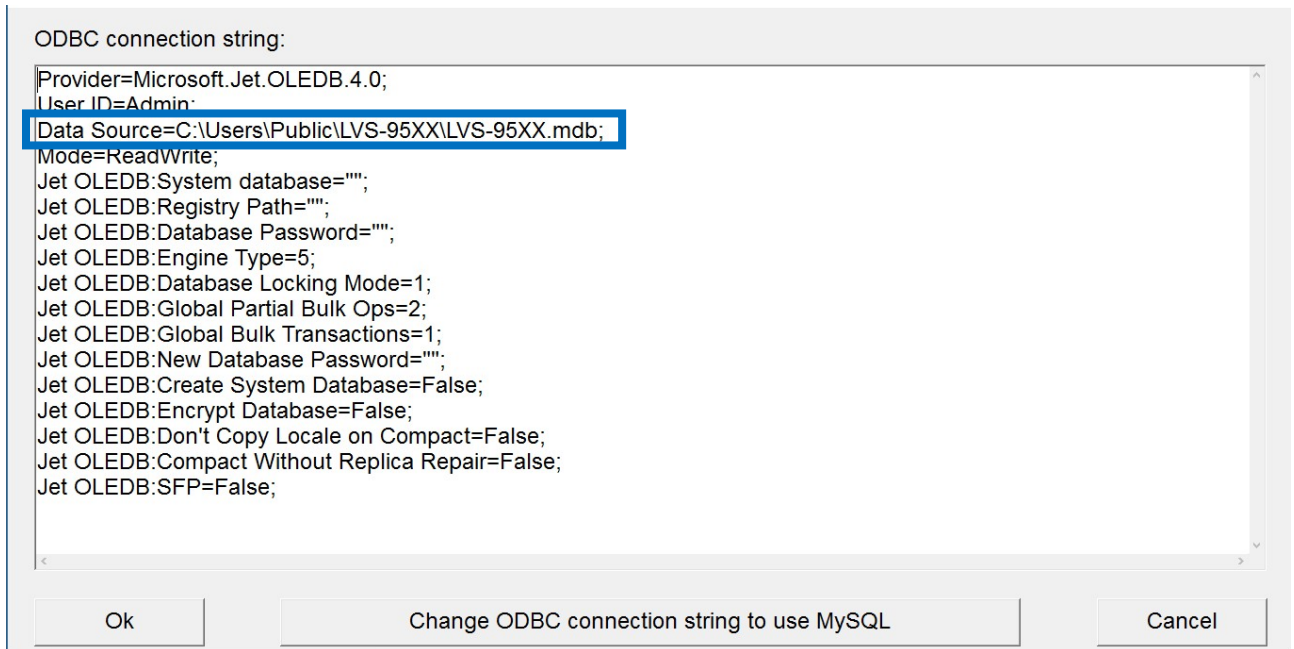 ODBC connection string:
Provider=Microsoft.Jet.OLEDB.4.0;
User ID=Admin;
Data Source=C:\Users\Public\LVS-95XX\LVS-95XX.mdb;
Mode=ReadWrite;
Jet OLEDB:System database="";
Jet OLEDB:Registry Path="";
Jet OLEDB:Database Password="";
Jet OLEDB:Engine Type=5;
Jet OLEDB:Database Locking Mode=1;
Jet OLEDB:Global Partial Bulk Ops=2;
Jet OLEDB:Global Bulk Transactions=1;
Jet OLEDB:New Database Password="";
Jet OLEDB:Create System Database=False;
Jet OLEDB:Encrypt Database=False;
Jet OLEDB:Don't Copy Locale on Compact=False;
Jet OLEDB:Compact Without Replica Repair=False;
Jet OLEDB:SFP=False;
Ok
Change ODBC connection string to use MySQL
Cancel